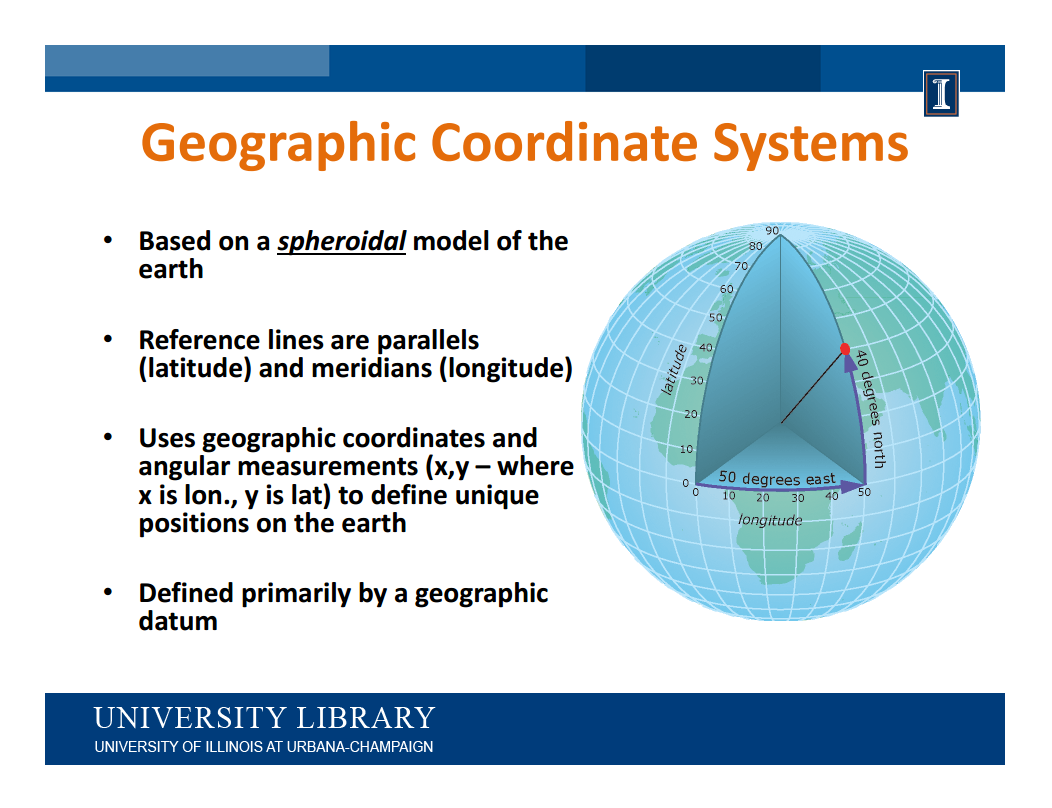 I
Geographic Coordinate Systems
• Based on a spheroidal model of the
earth
• Reference lines are parallels
(latitude) and meridians (longitude)
• Uses geographic coordinates and
angular measurements (x,y – where
x is lon., y is lat) to define unique
positions on the earth
• Defined primarily by a geographic
datum
90
80
70
60
50
40
30
20
10
0
latitude
40 degrees north
50 degrees east
0 10 20 30 40 50
longitude
UNIVERSITY LIBRARY
UNIVERSITY OF ILLINOIS AT URBANA-CHAMPAIGN